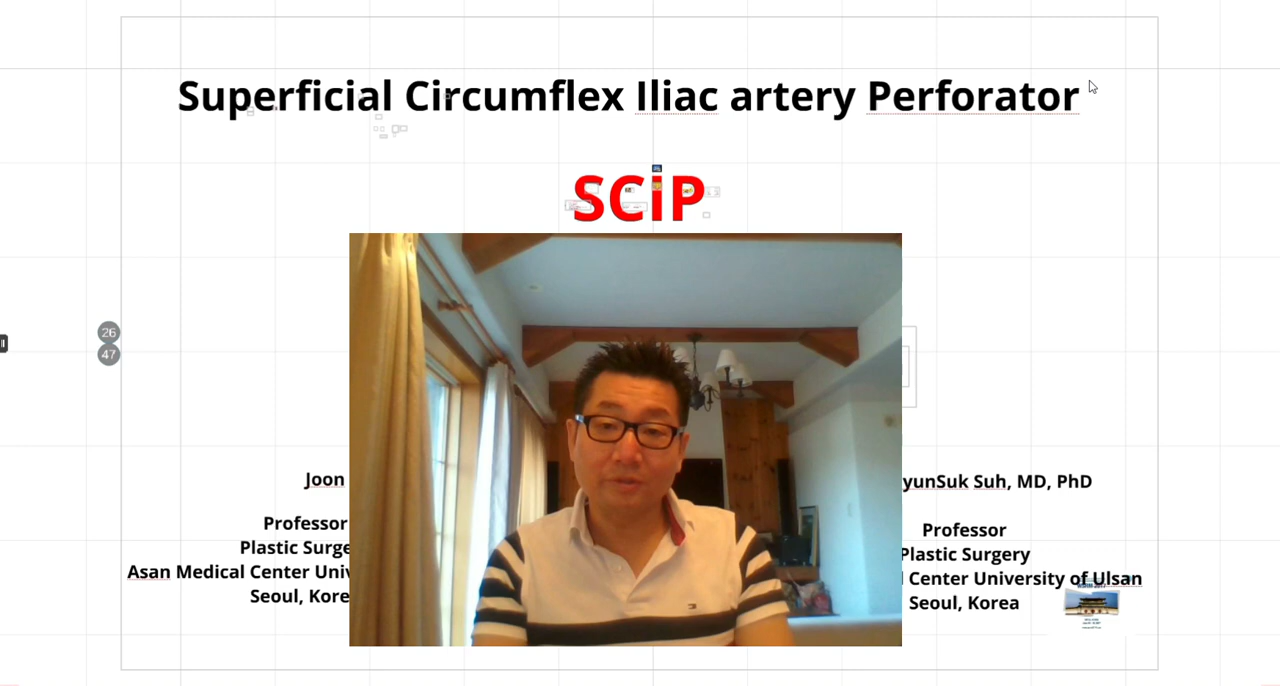 Superficial Circumflex Iliac artery Perforator
SCiP
26
47
Joon
yunSuk Suh, MD, PhD
Professor
Plastic Surge
Asan Medical Center Univ
Seoul, Kore
Professor
Plastic Surgery
l Center University of Ulsan
Seoul, Korea